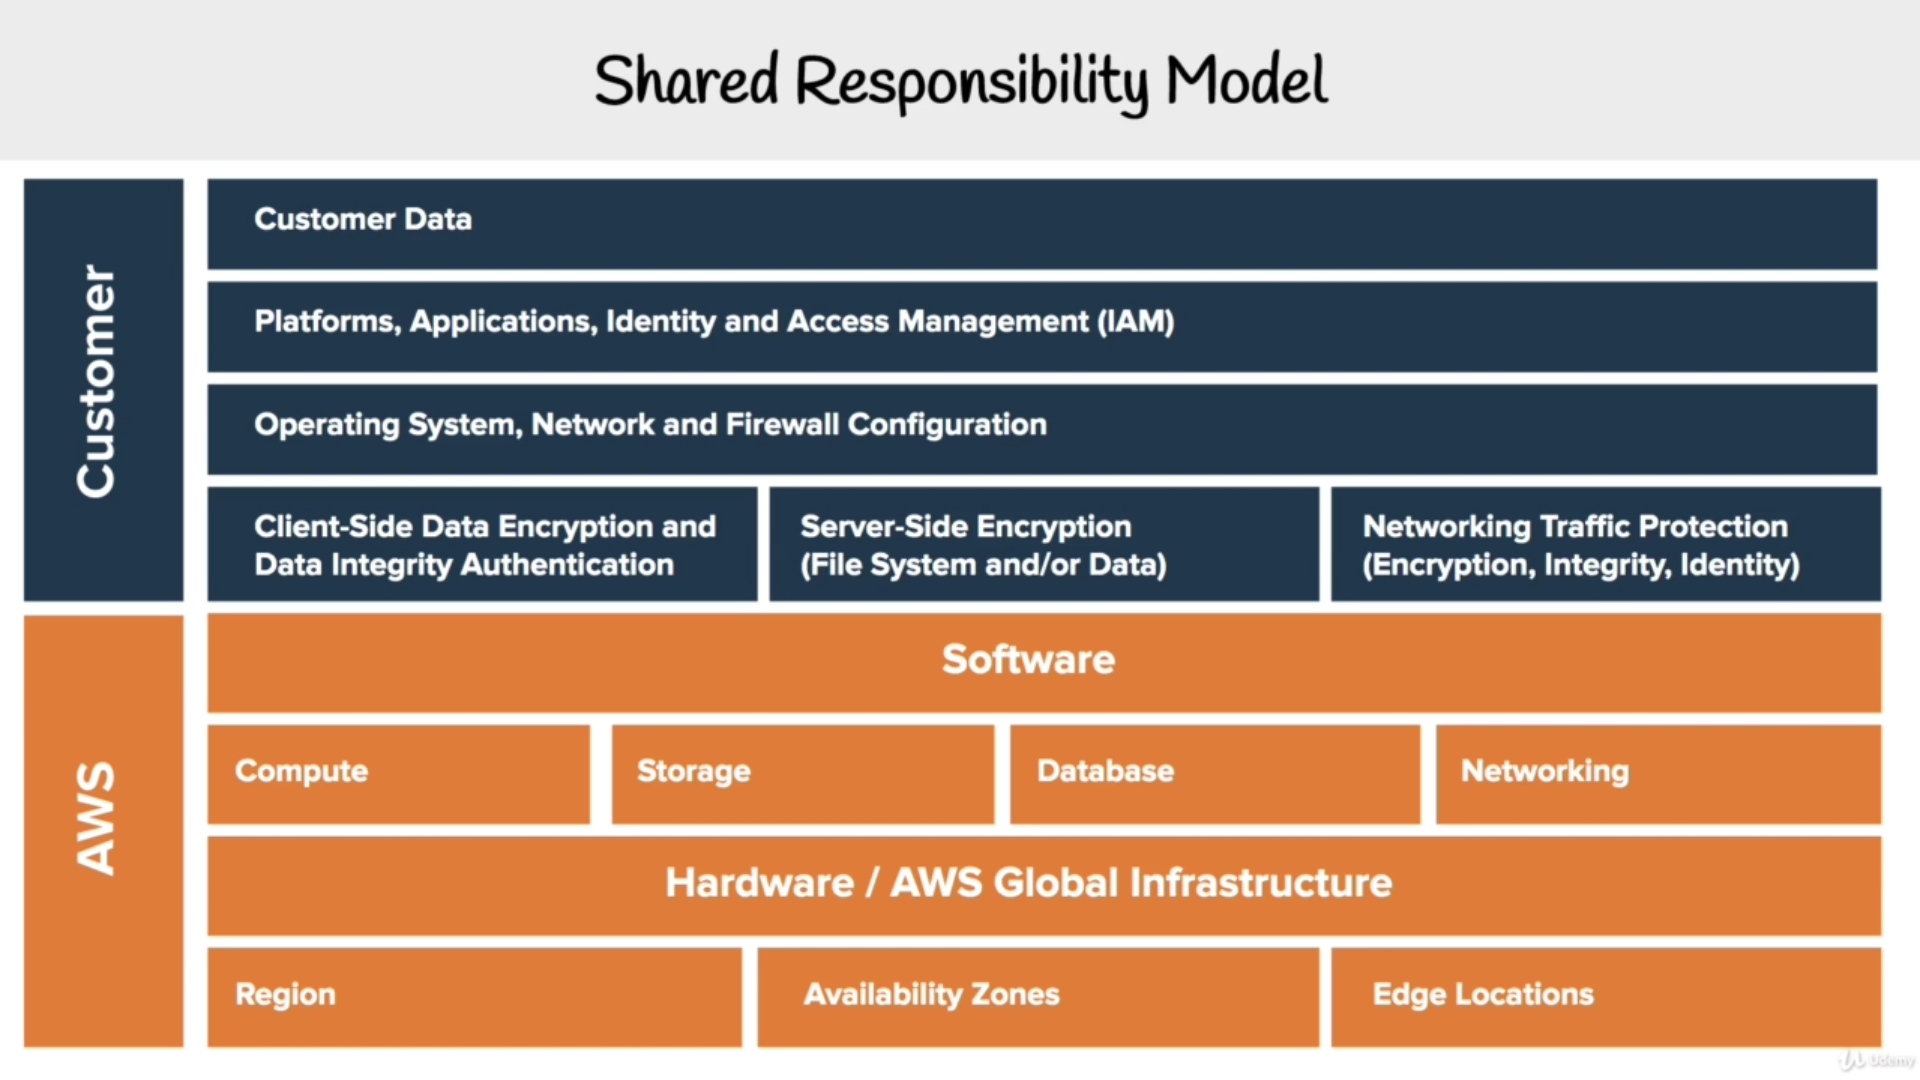 Shared Responsibility Model
Customer
Customer Data
Platforms, Applications, Identity and Access Management (IAM)
Operating System, Network and Firewall Configuration
Client-Side Data Encryption and
Data Integrity Authentication
Server-Side Encryption
(File System and/or Data)
Networking Traffic Protection
(Encryption, Integrity, Identity)
AWS
Software
Compute
Storage
Database
Networking
Hardware / AWS Global Infrastructure
Region
Availability Zones
Edge Locations
Udemy